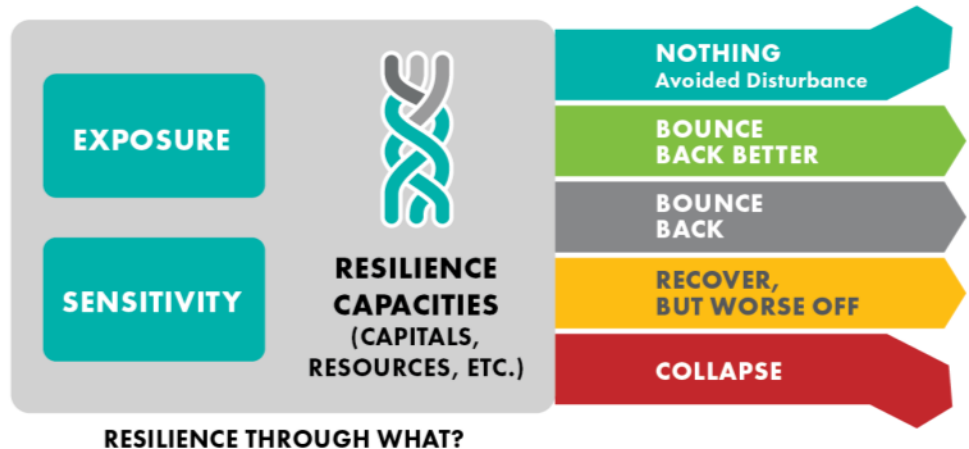 EXPOSURE
SENSITIVITY
RESILIENCE
CAPACITIES
(CAPITALS,
RESOURCES, ETC.)
NOTHING
Avoided Disturbance
BOUNCE
BACK BETTER
BOUNCE
BACK
RECOVER,
BUT WORSE OFF
COLLAPSE
RESILIENCE THROUGH WHAT?